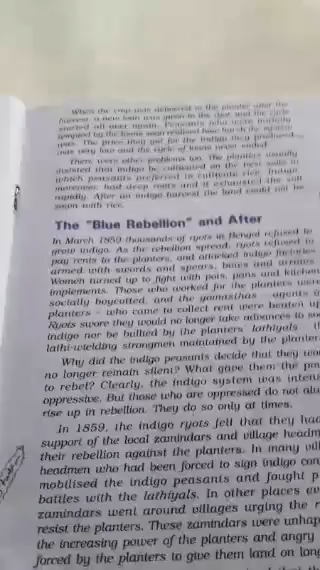 When the crop was delivered to the planter after the
harvest, a new loan was given to the ryot and the cycle
started all over again. Peasants who were initially
tempted by the loans soon realised how harsh the system
was. The price they got for the indigo they produced
was very low and the cycle of loans never ended.
There were other problems too. The planters usually
insisted that indigo be cultivated on the best soils in
which peasants preferred to cultivate rice. Indigo,
moreover, had deep roots and it exhausted the soil
rapidly. After an indigo harvest the land could not be
sown with rice.
The "Blue Rebellion" and After
In March 1859 thousands of ryots in Bengal refused to
grow indigo. As the rebellion spread, ryots refused to
pay rents to the planters, and attacked indigo factories
armed with swords and spears, bows and arrows.
Women turned up to fight with pots, pans and kitchen
implements. Those who worked for the planters were
socially boycotted, and the gomasthas – agents o
planters – who came to collect rent were beaten up
Ryots swore they would no longer take advances to so
indigo nor be bullied by the planters' lathiyals – t
lathi-wielding strongmen maintained by the planter
Why did the indigo peasants decide that they wou
no longer remain silent? What gave them the po
to rebel? Clearly, the indigo system was intens
oppressive. But those who are oppressed do not alw
rise up in rebellion. They do so only at times.
In 1859, the indigo ryots felt that they had
support of the local zamindars and village headm
their rebellion against the planters. In many vill
headmen who had been forced to sign indigo con
mobilised the indigo peasants and fought p
battles with the lathiyals. In other places ev
zamindars went around villages urging the r
resist the planters. These zamindars were unhap
the increasing power of the planters and angry
forced by the planters to give them land on long